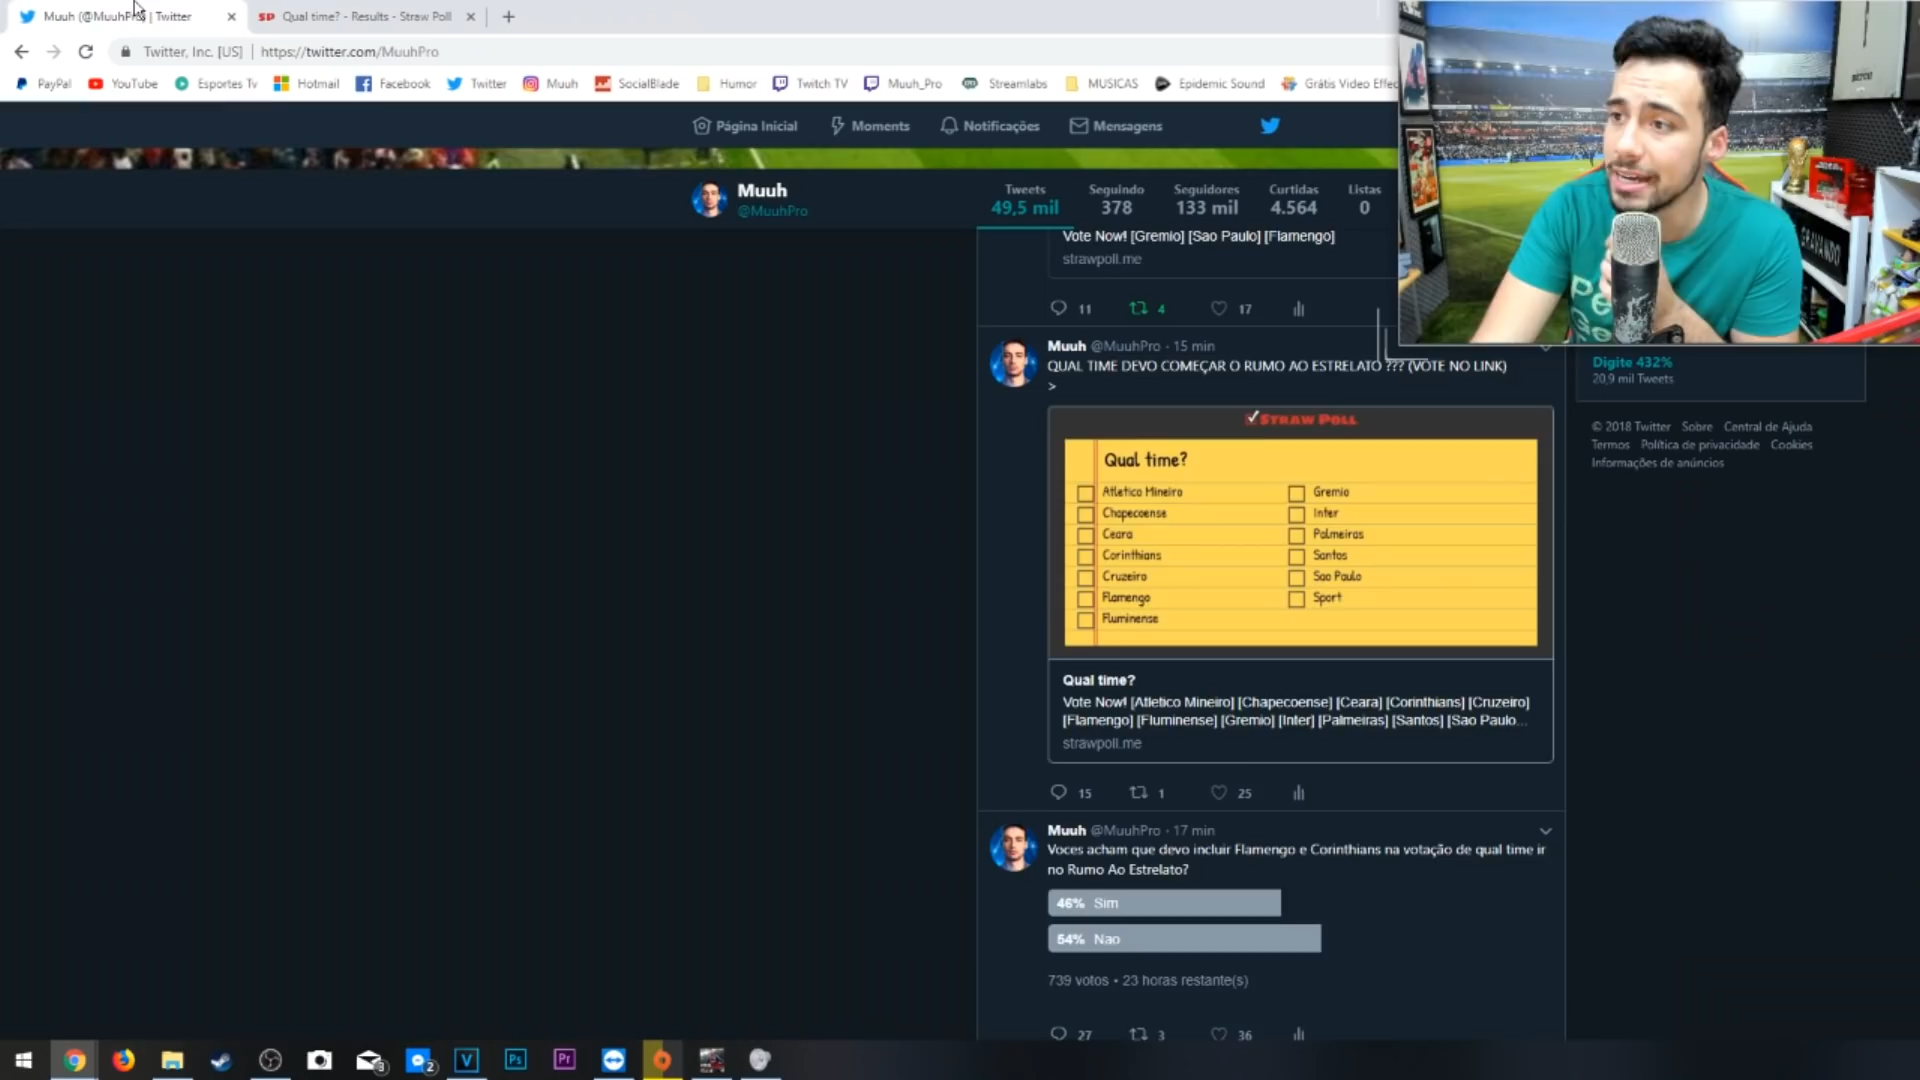 Muuh (@MuuhPro) | Twitter
SP Qual time? - Results - Straw Poll
Twitter, Inc. [US] | https://twitter.com/MuuhPro
PayPal YouTube Esportes Tv Hotmail Facebook Twitter Muuh SocialBlade Humor Twitch TV Muuh_Pro Streamlabs MUSICAS Epidemic Sound Grátis Video Effec
Página Inicial Moments Notificações Mensagens
Muuh
@MuuhPro
Tweets Seguindo Seguidores Curtidas Listas
49,5 mil 378 133 mil 4.564 0
Vote Now! [Gremio] [Sao Paulo] [Flamengo]
strawpoll.me
11 4 17
Muuh @MuuhPro · 15 min
QUAL TIME DEVO COMEÇAR O RUMO AO ESTRELATO ??? (VOTE NO LINK)
>
STRAW POLL
Qual time?
Atletico Mineiro
Chapecoense
Ceara
Corinthians
Cruzeiro
Flamengo
Fluminense
Gremio
Inter
Palmeiras
Santos
Sao Paulo
Sport
Qual time?
Vote Now! [Atletico Mineiro] [Chapecoense] [Ceara] [Corinthians] [Cruzeiro]
[Flamengo] [Fluminense] [Gremio] [Inter] [Palmeiras] [Santos] [Sao Paulo...
strawpoll.me
15 1 25
Muuh @MuuhPro · 17 min
Voces acham que devo incluir Flamengo e Corinthians na votação de qual time ir
no Rumo Ao Estrelato?
46% Sim
54% Nao
739 votos • 23 horas restante(s)
27 3 36
Digite 432%
20,9 mil Tweets
© 2018 Twitter Sobre Central de Ajuda
Termos Política de privacidade Cookies
Informações de anúncios
GRAVANDO
3 2 V Ps Pr